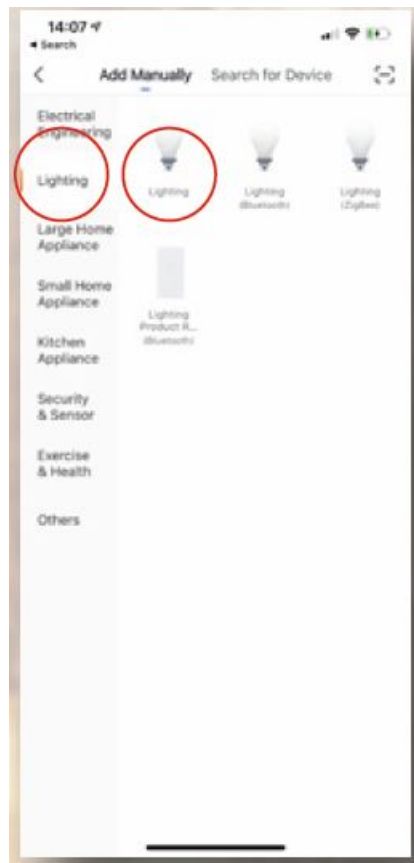 14:07
Search
Add Manually Search for Device
Electrical
Engineering
Lighting
Large Home
Appliance
Small Home
Appliance
Kitchen
Appliance
Security
& Sensor
Exercise
& Health
Others
Lighting
Lighting
(Bluetooth)
Lighting
(ZigBee)
Lighting
Product R...
(Bluetooth)